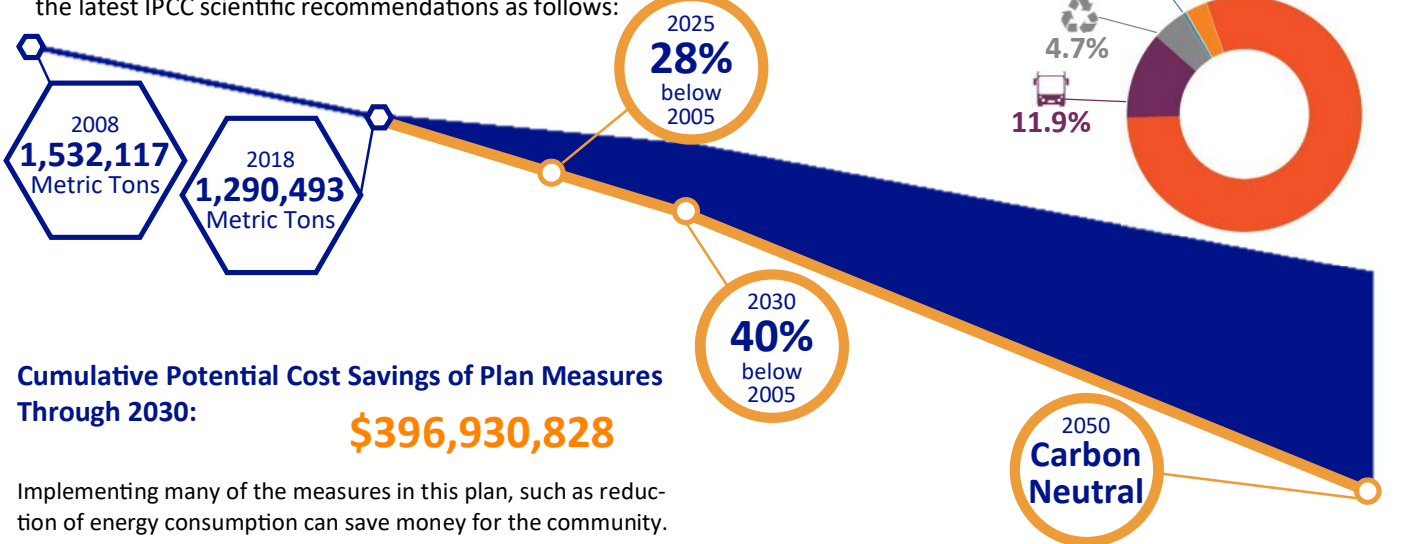 the latest IPCC scientific recommendations as follows:
2008
1,532,117
Metric Tons
2018
1,290,493
Metric Tons
2025
28%
below
2005
4.7%
11.9%
2030
40%
below
2005
Cumulative Potential Cost Savings of Plan Measures
Through 2030:
$396,930,828
2050
Carbon
Neutral
Implementing many of the measures in this plan, such as reduc-
tion of energy consumption can save money for the community.